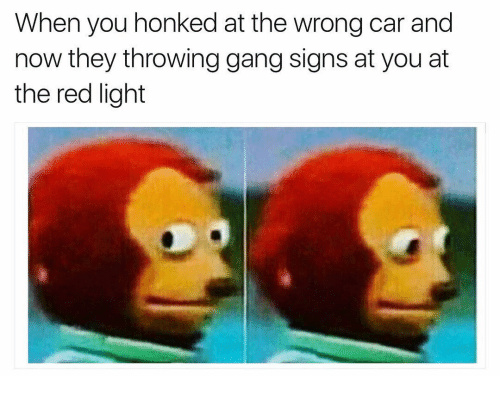 When you honked at the wrong car and
now they throwing gang signs at you at
the red light